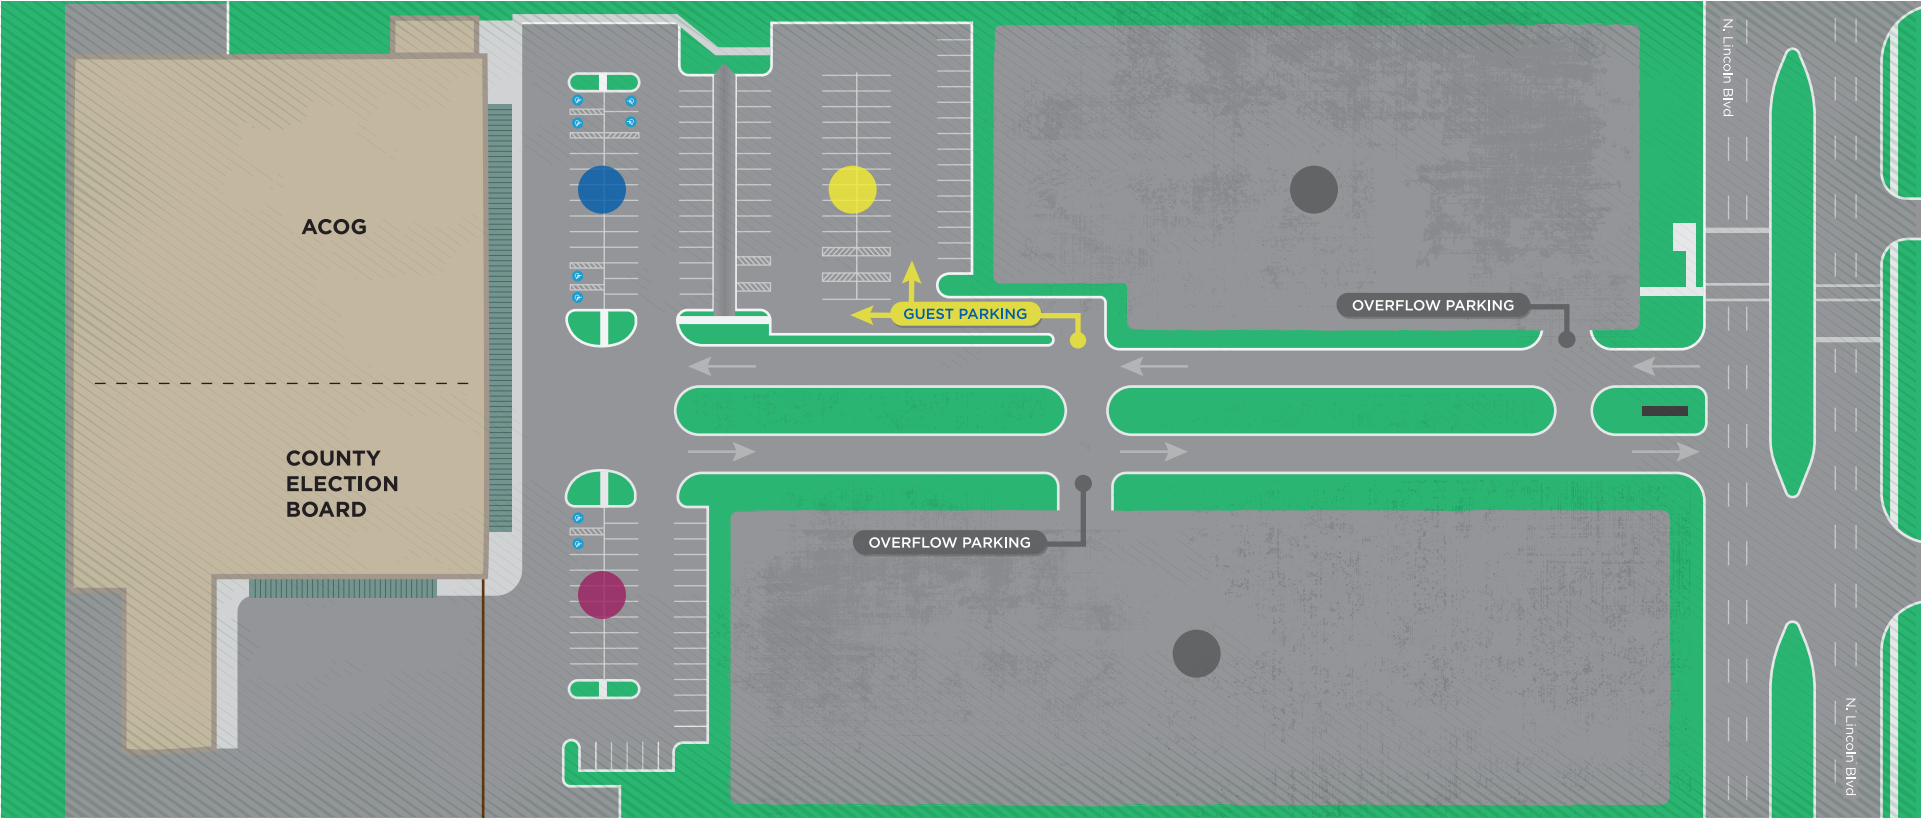 N. Lincoln Blvd
ACOG
GUEST PARKING
OVERFLOW PARKING
COUNTY
ELECTION
BOARD
OVERFLOW PARKING
N. Lincoln Blvd